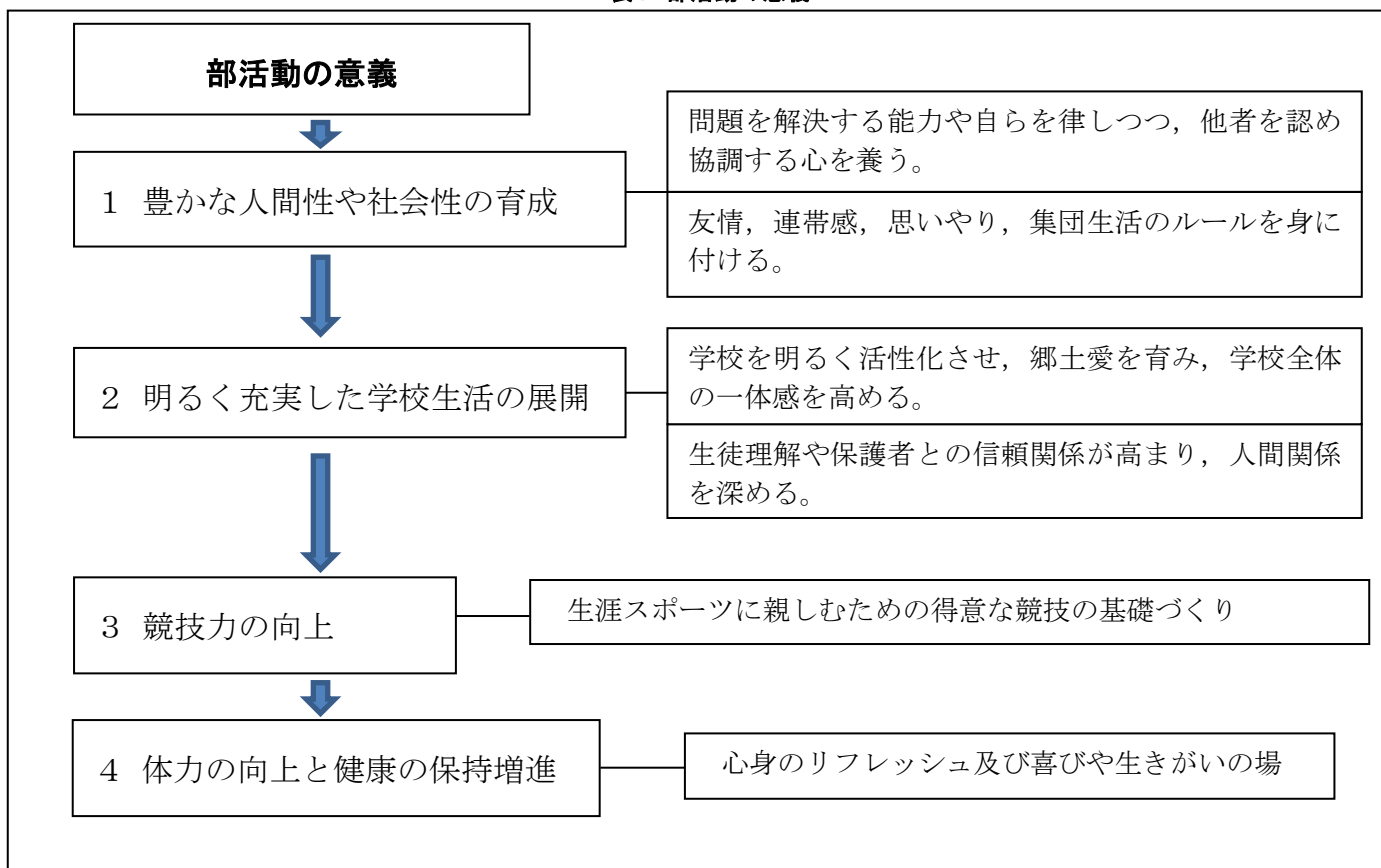 部活動の意義
1 豊かな人間性や社会性の育成
問題を解決する能力や自らを律しつつ，他者を認め
協調する心を養う。
友情，連帯感，思いやり，集団生活のルールを身に
付ける。
2 明るく充実した学校生活の展開
学校を明るく活性化させ，郷土愛を育み，学校全体
の一体感を高める。
生徒理解や保護者との信頼関係が高まり，人間関係
を深める。
3 競技力の向上
生涯スポーツに親しむための得意な競技の基礎づくり
4 体力の向上と健康の保持増進
心身のリフレッシュ及び喜びや生きがいの場